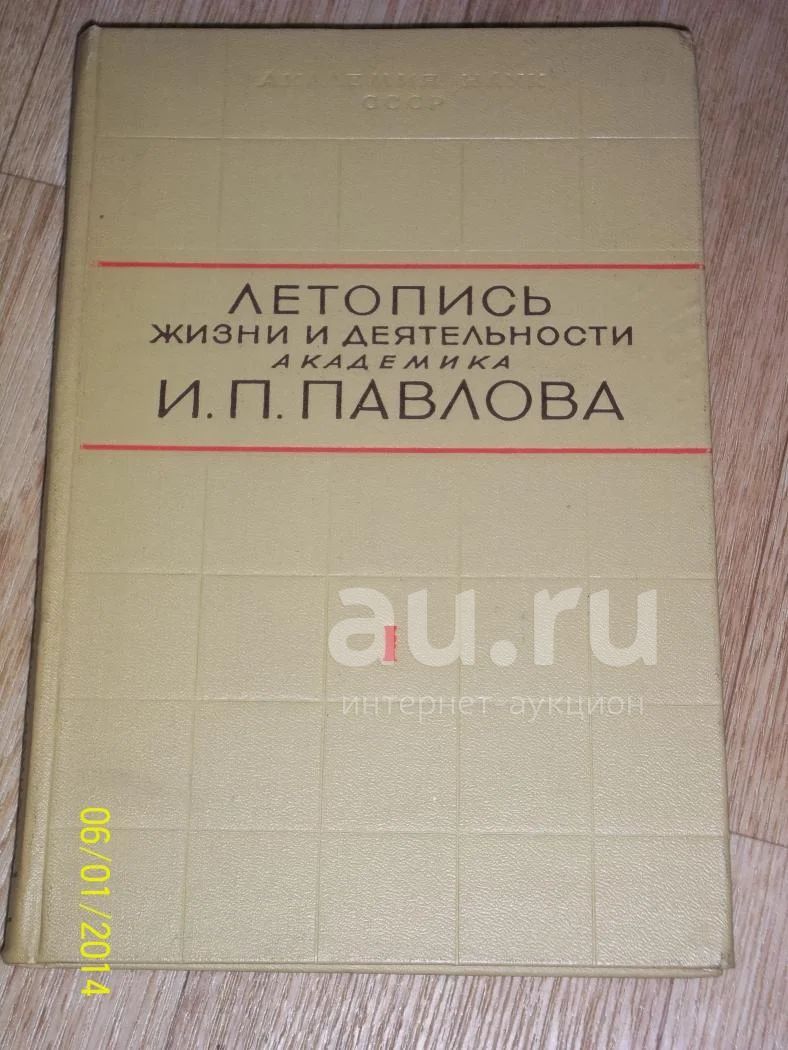 АКАДЕМИЯ НАУК
СССР
ЛЕТОПИСЬ
ЖИЗНИ И ДЕЯТЕЛЬНОСТИ
АКАДЕМИКА
И. П. ПАВЛОВА
I
au.ru
интернет-аукцион
06/01/2014